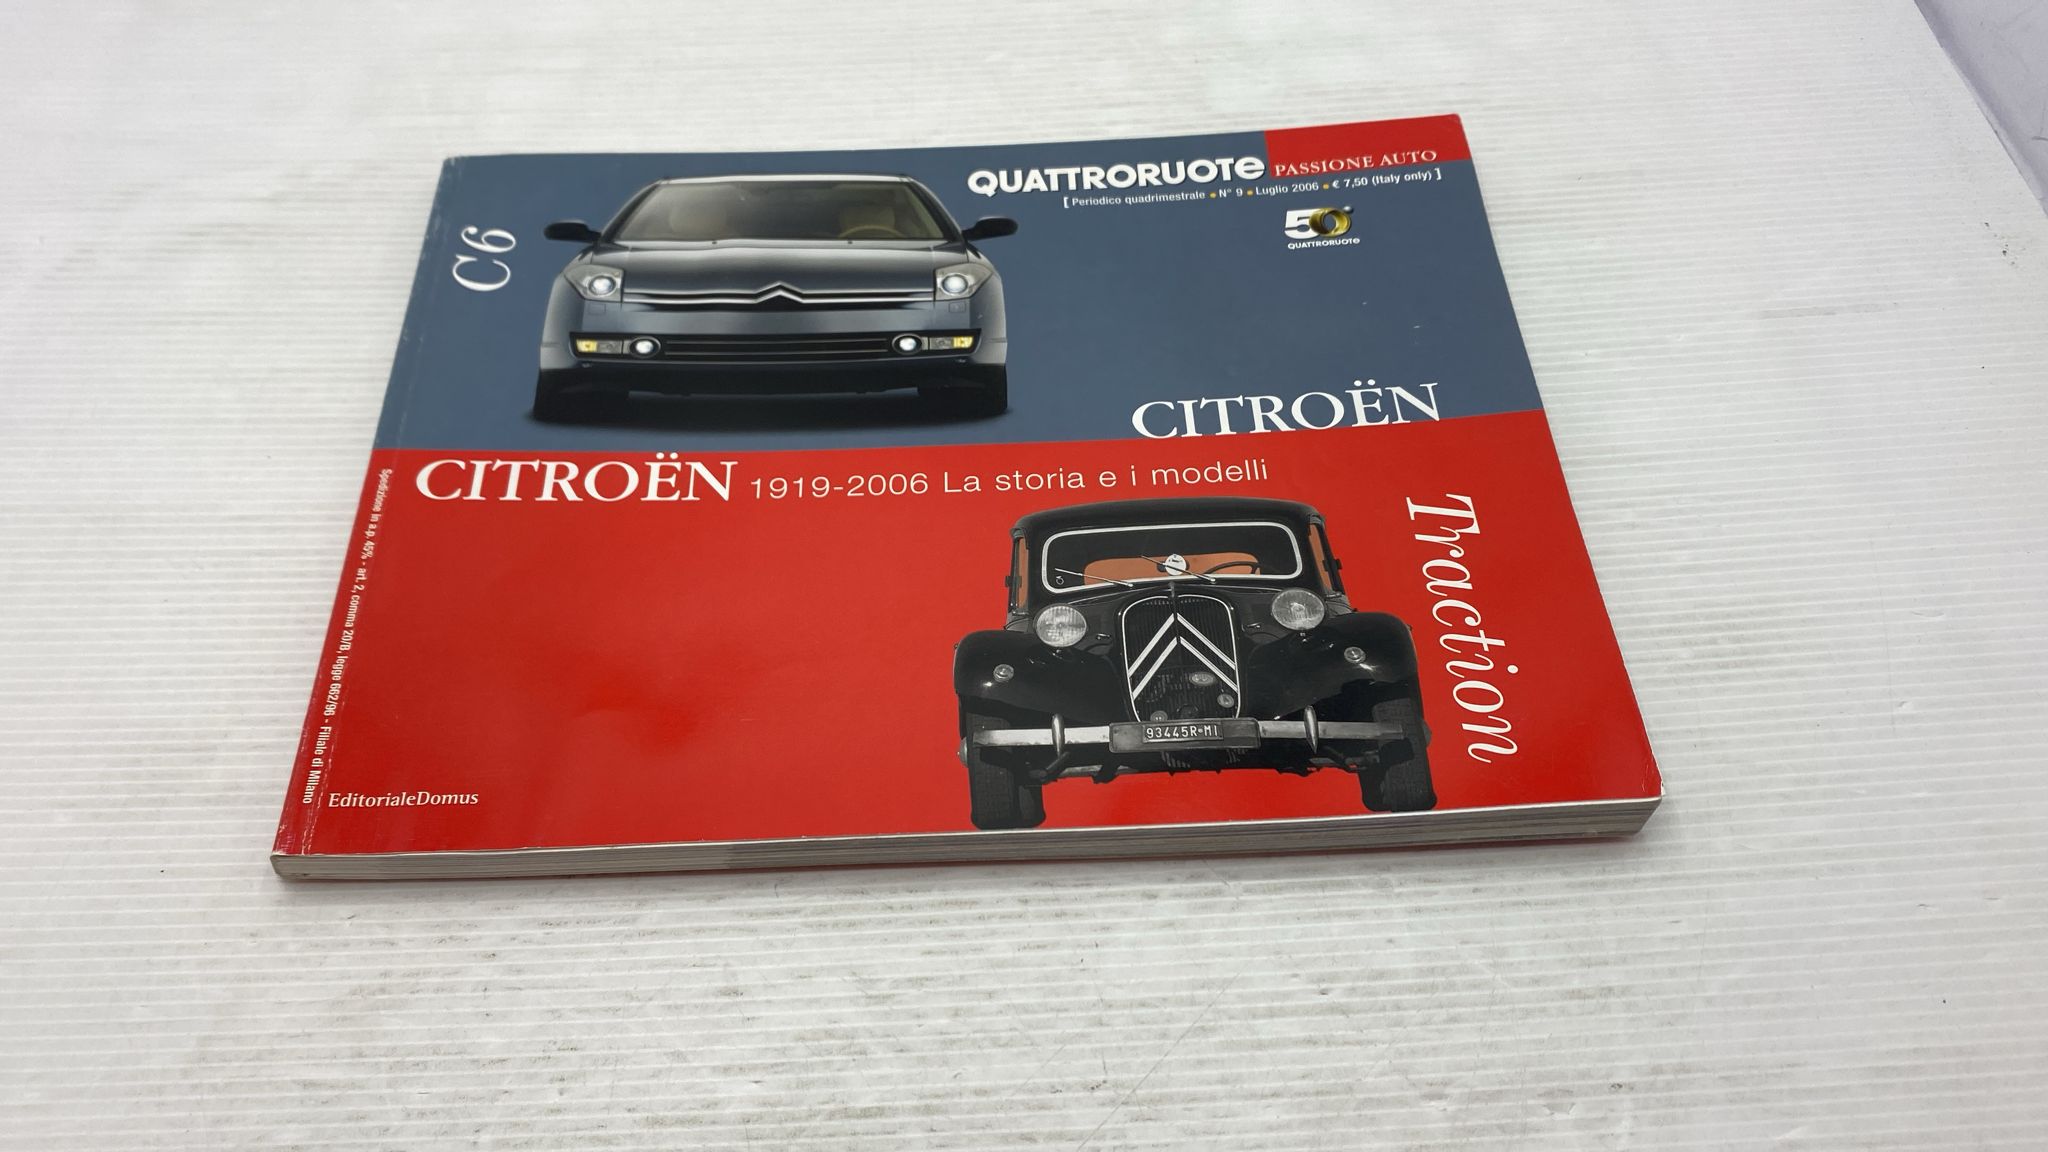 QUATTRORUOTE PASSIONE AUTO
[ Periodico quadrimestrale • N° 9 • Luglio 2006 • € 7,50 (Italy only) ]
50
QUATTRORUOTE
C6
CITROËN
CITROËN 1919-2006 La storia e i modelli
Traction
93445R-MI
Spedizione in a.p. 45% - art. 2, comma 20/B, legge 662/96 - Filiale di Milano
EditorialeDomus